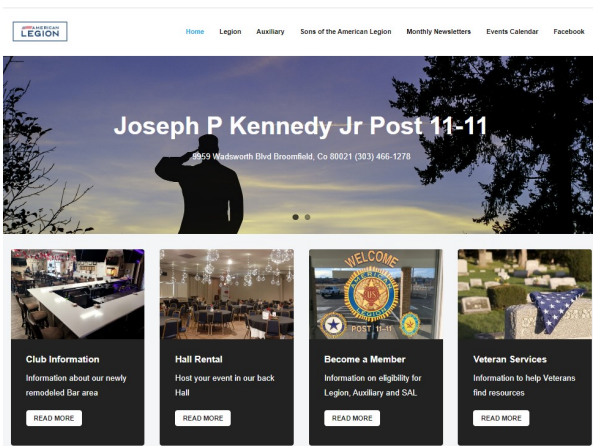 AMERICAN
LEGION
Home Legion Auxiliary Sons of the American Legion Monthly Newsletters Events Calendar Facebook
Joseph P Kennedy Jr Post 11-11
9959 Wadsworth Blvd Broomfield, Co 80021 (303) 466-1278
WELCOME
AMERICAN
US
LEGION
POST 11-11
Club Information
Information about our newly
remodeled Bar area
READ MORE
Hall Rental
Host your event in our back
Hall
READ MORE
Become a Member
Information on eligibility for
Legion, Auxiliary and SAL
READ MORE
Veteran Services
Information to help Veterans
find resources
READ MORE